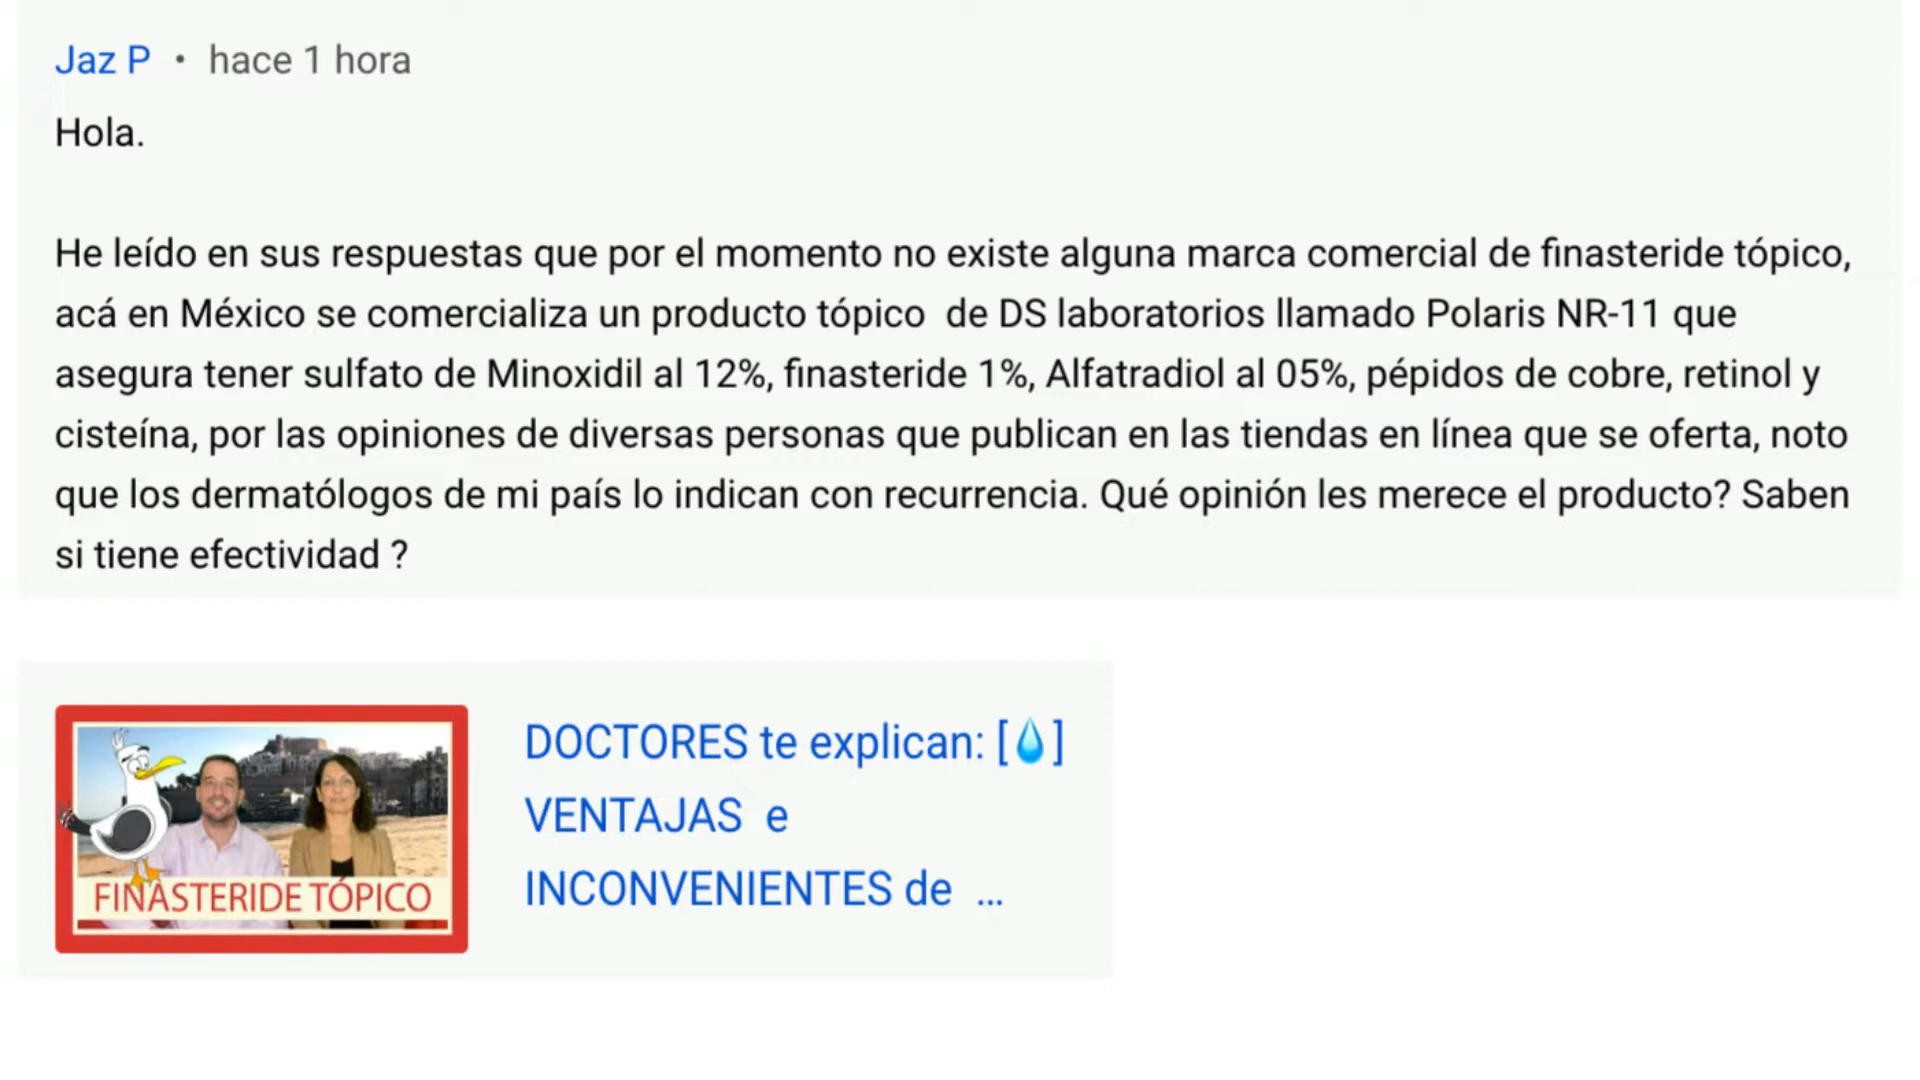 Jaz P • hace 1 hora
Hola.
He leído en sus respuestas que por el momento no existe alguna marca comercial de finasteride tópico,
acá en México se comercializa un producto tópico de DS laboratorios llamado Polaris NR-11 que
asegura tener sulfato de Minoxidil al 12%, finasteride 1%, Alfatradiol al 05%, pépidos de cobre, retinol y
cisteína, por las opiniones de diversas personas que publican en las tiendas en línea que se oferta, noto
que los dermatólogos de mi país lo indican con recurrencia. Qué opinión les merece el producto? Saben
si tiene efectividad ?
DOCTORES te explican: [💧]
VENTAJAS e
INCONVENIENTES de ...
FINASTERIDE TÓPICO